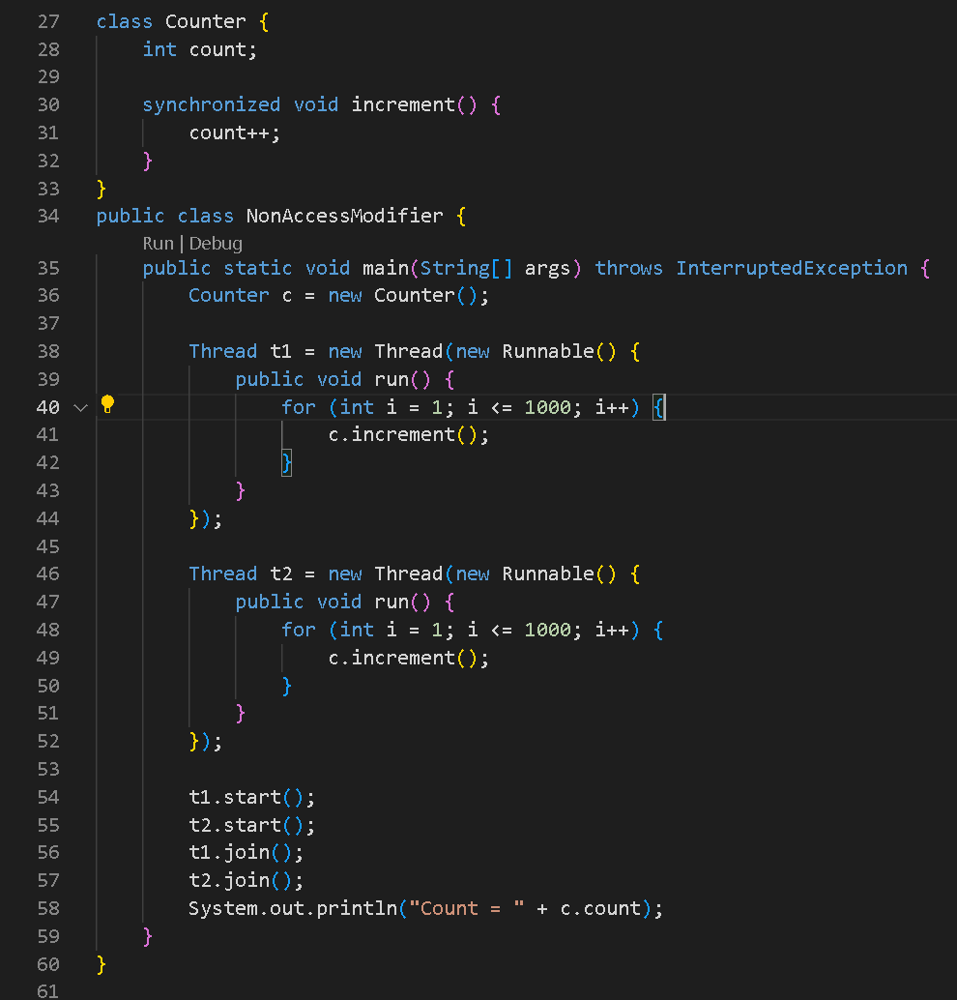 27 class Counter {
28     int count;
29
30     synchronized void increment() {
31         count++;
32     }
33 }
34 public class NonAccessModifier {
Run | Debug
35     public static void main(String[] args) throws InterruptedException {
36         Counter c = new Counter();
37
38         Thread t1 = new Thread(new Runnable() {
39             public void run() {
40                 for (int i = 1; i <= 1000; i++) {
41                     c.increment();
42                 }
43             }
44         });
45
46         Thread t2 = new Thread(new Runnable() {
47             public void run() {
48                 for (int i = 1; i <= 1000; i++) {
49                     c.increment();
50                 }
51             }
52         });
53
54         t1.start();
55         t2.start();
56         t1.join();
57         t2.join();
58         System.out.println("Count = " + c.count);
59     }
60 }
61